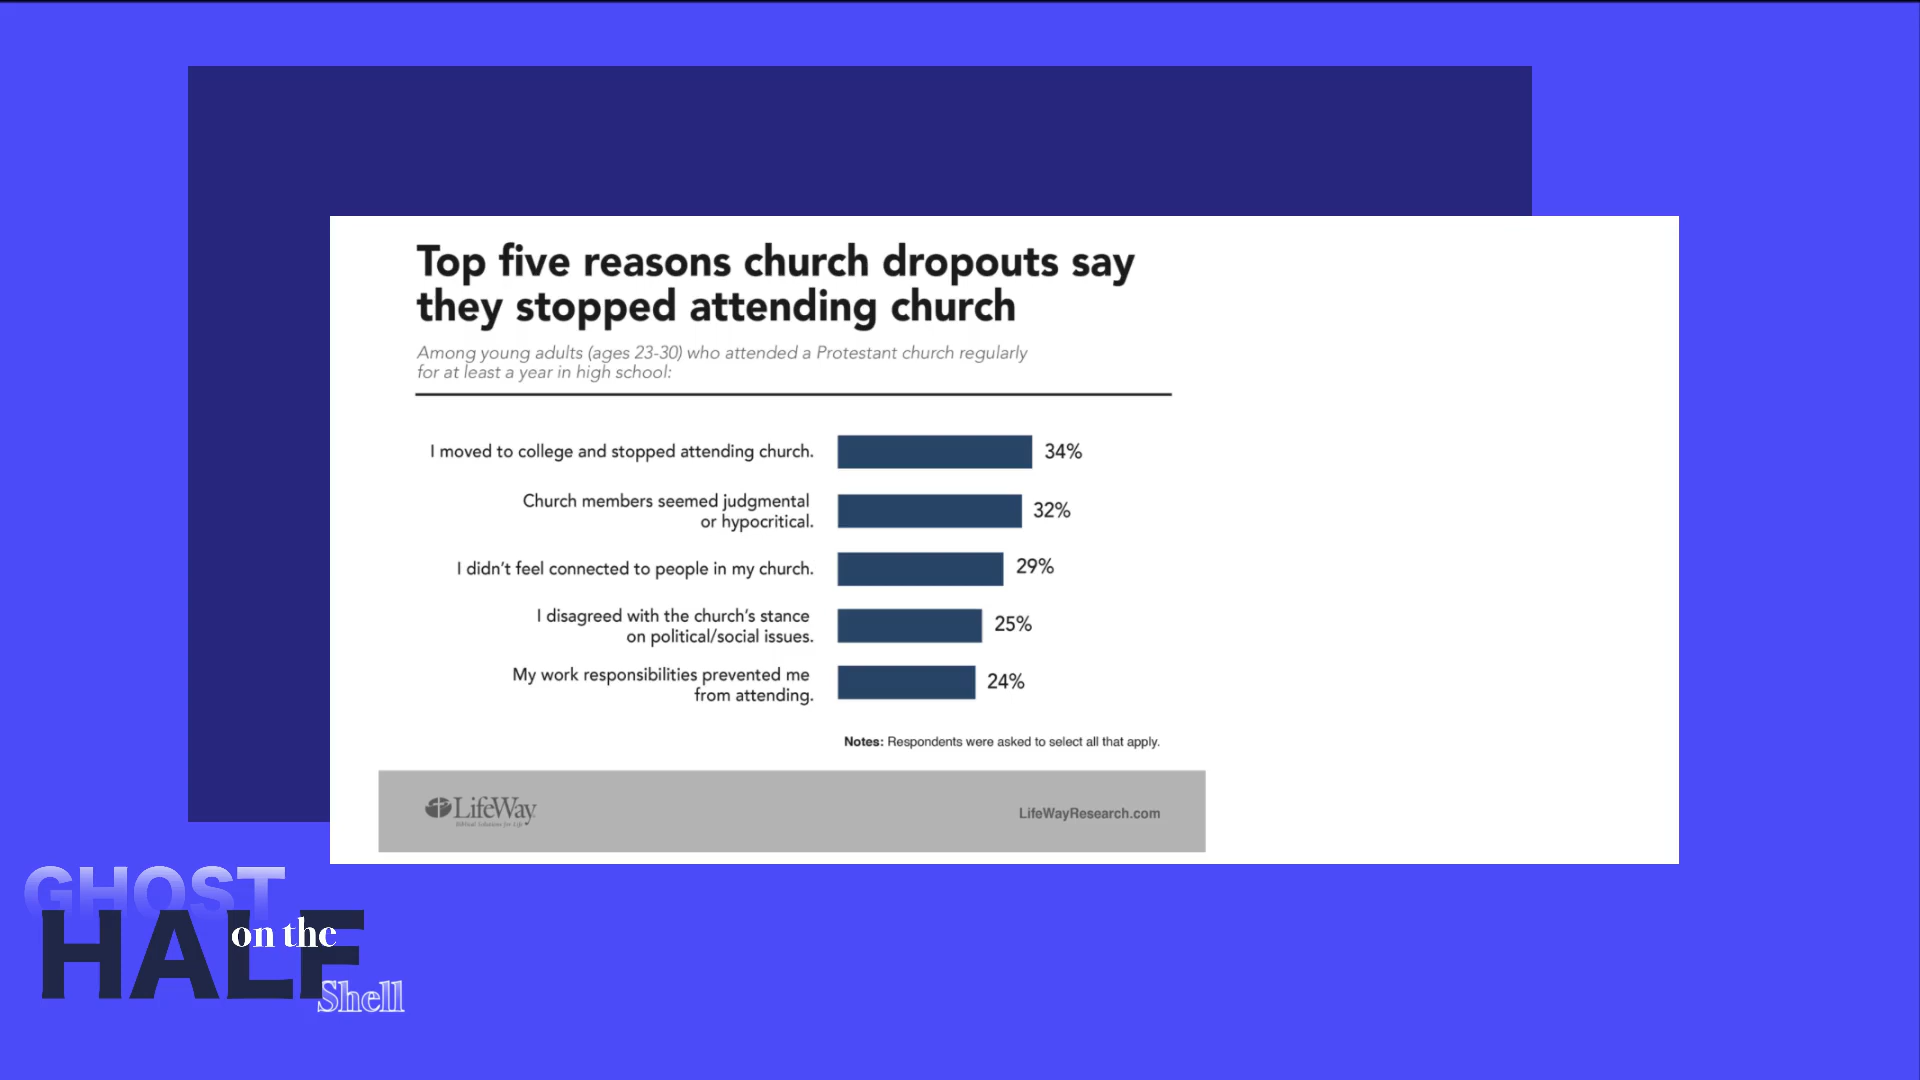 Top five reasons church dropouts say
they stopped attending church
Among young adults (ages 23-30) who attended a Protestant church regularly
for at least a year in high school:
I moved to college and stopped attending church. 34%
Church members seemed judgmental
or hypocritical. 32%
I didn't feel connected to people in my church. 29%
I disagreed with the church's stance
on political/social issues. 25%
My work responsibilities prevented me
from attending. 24%
Notes: Respondents were asked to select all that apply.
LifeWay
Biblical Solutions for Life
LifeWayResearch.com
GHOST
on the
HALF
Shell